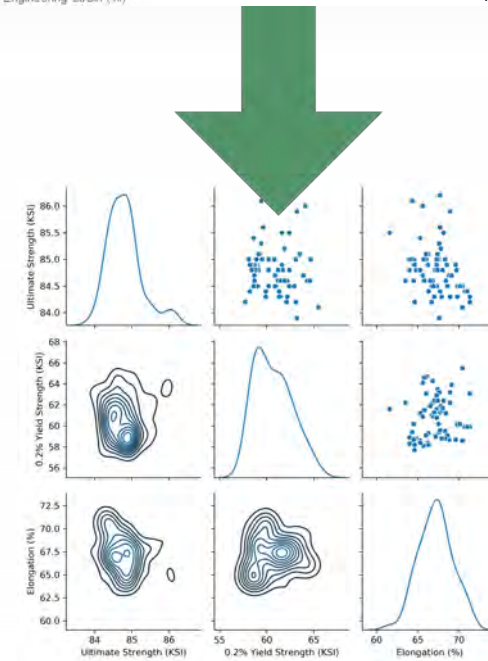 Ultimate Strength (KSI)
86.0
85.5
85.0
84.5
84.0
0.2% Yield Strength (KSI)
68
66
64
62
60
58
56
Elongation (%)
72.5
70.0
67.5
65.0
62.5
60.0
84 85 86
Ultimate Strength (KSI)
55 60 65
0.2% Yield Strength (KSI)
60 65 70
Elongation (%)